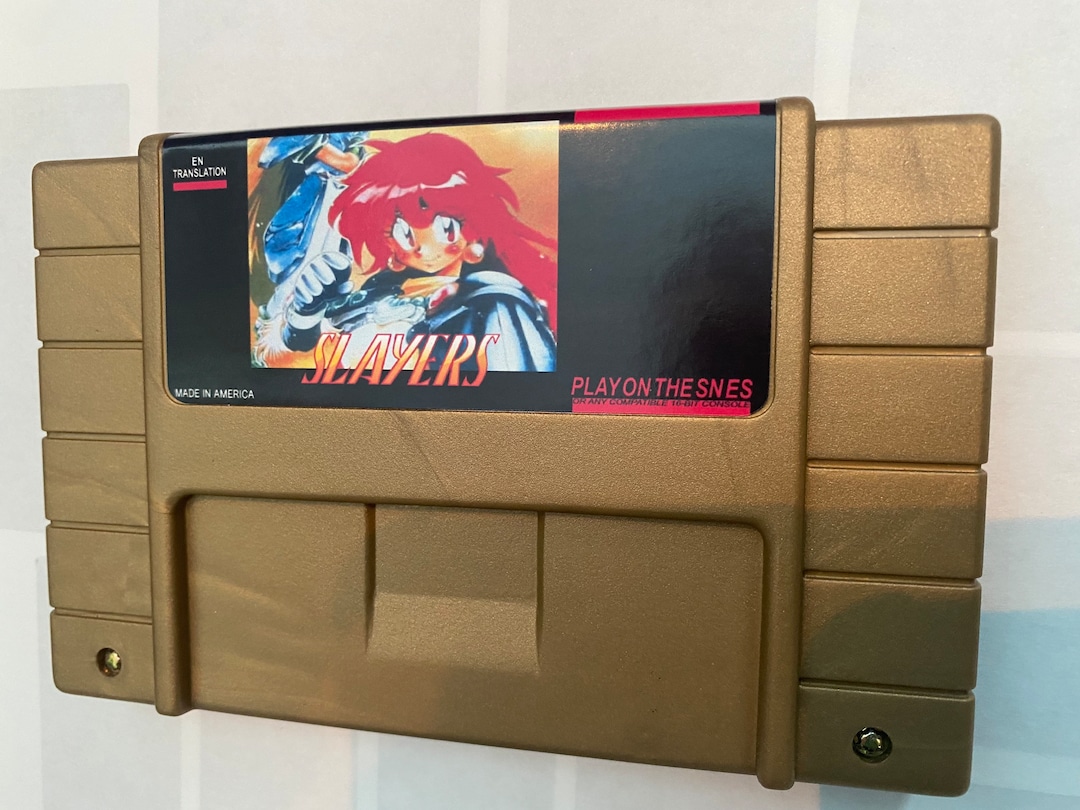 EN
TRANSLATION
SLAYERS
MADE IN AMERICA
PLAY ON THE SNES
OR ANY COMPATIBLE 16-BIT CONSOLE